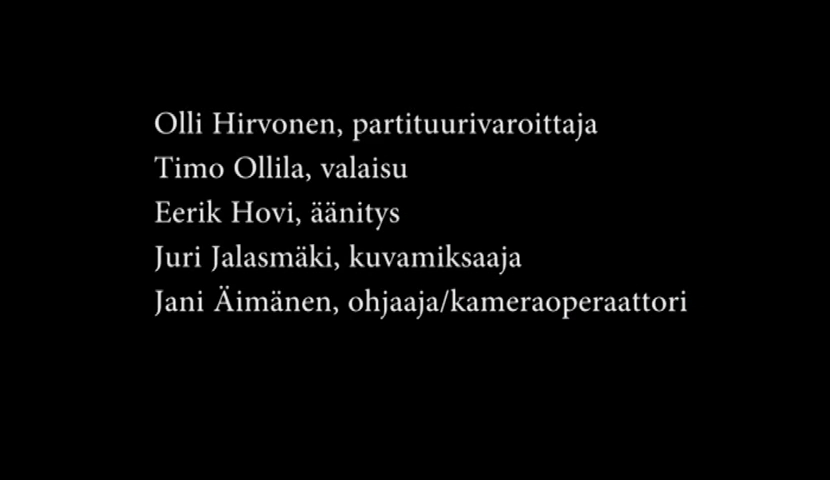 Olli Hirvonen, partituurivaroittaja
Timo Ollila, valaisu
Eerik Hovi, äänitys
Juri Jalasmäki, kuvamiksaaja
Jani Äimänen, ohjaaja/kameraoperaattori